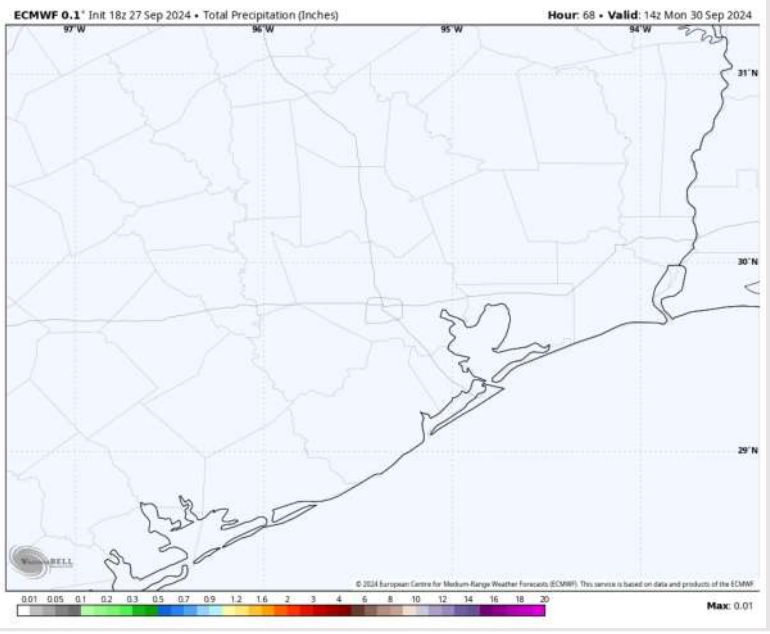 ECMWF 0.1° Init 18z 27 Sep 2024 • Total Precipitation (Inches) Hour: 68 • Valid: 14z Mon 30 Sep 2024
97°W 96°W 95°W 94°W
31°N
30°N
29°N
WeatherBELL
© 2024 European Centre for Medium-Range Weather Forecasts (ECMWF). This service is based on data and products of the ECMWF
0.01 0.05 0.1 0.2 0.3 0.5 0.7 0.9 1.2 1.6 2 3 4 6 8 10 12 14 16 18 20
Max: 0.01